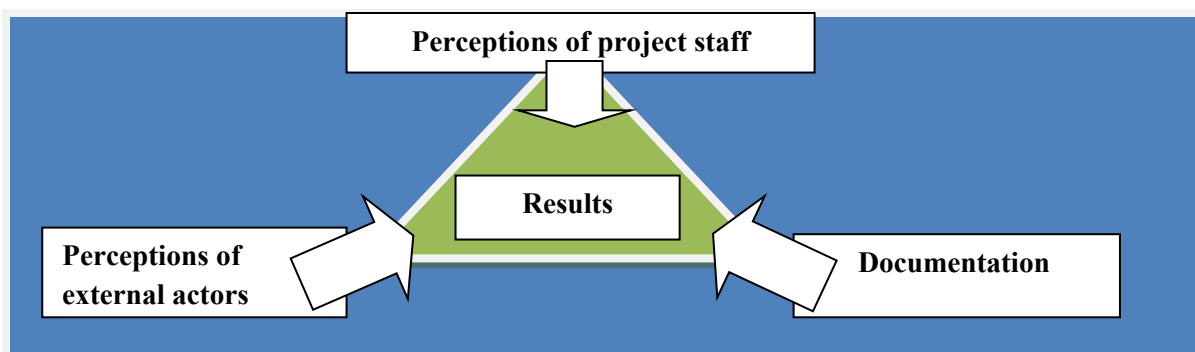 Perceptions of project staff
Results
Perceptions of
external actors
Documentation